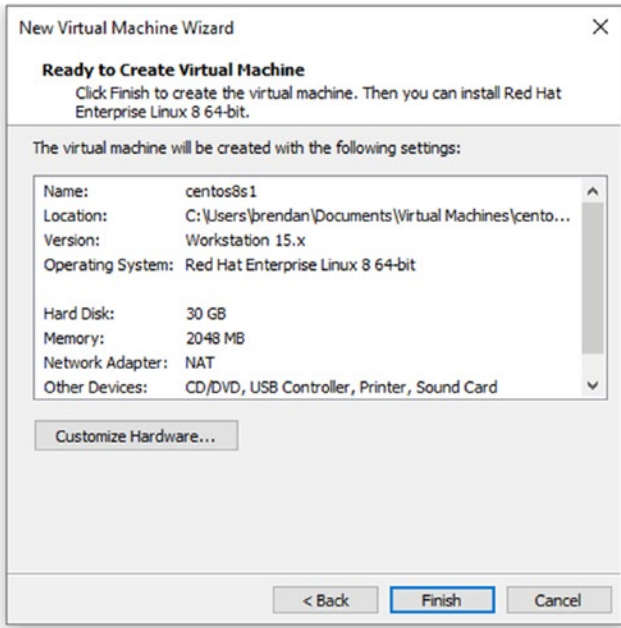 New Virtual Machine Wizard
Ready to Create Virtual Machine
Click Finish to create the virtual machine. Then you can install Red Hat
Enterprise Linux 8 64-bit.
The virtual machine will be created with the following settings:
Name: centos8s1
Location: C:\Users\brendan\Documents\Virtual Machines\cento...
Version: Workstation 15.x
Operating System: Red Hat Enterprise Linux 8 64-bit
Hard Disk: 30 GB
Memory: 2048 MB
Network Adapter: NAT
Other Devices: CD/DVD, USB Controller, Printer, Sound Card
Customize Hardware...
< Back Finish Cancel